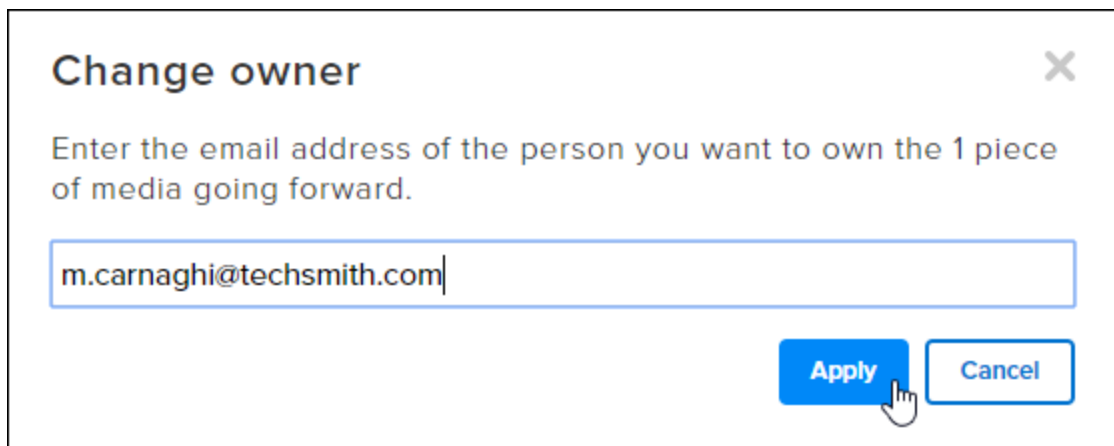 Change owner
Enter the email address of the person you want to own the 1 piece
of media going forward.
m.carnaghi@techsmith.com
Apply
Cancel